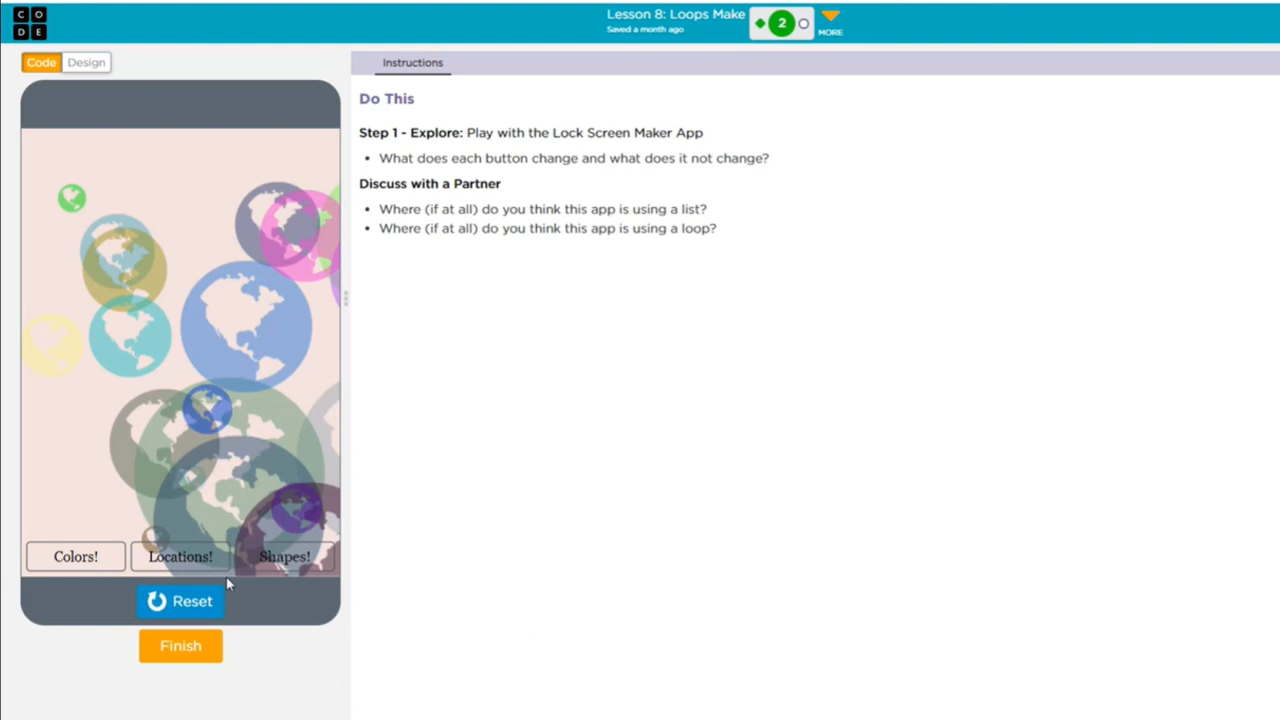 CO
DE
Lesson 8: Loops Make
Saved a month ago
2
MORE
Code Design
Instructions
Do This
Step 1 - Explore: Play with the Lock Screen Maker App
• What does each button change and what does it not change?
Discuss with a Partner
• Where (if at all) do you think this app is using a list?
• Where (if at all) do you think this app is using a loop?
Colors! Locations! Shapes!
Reset
Finish